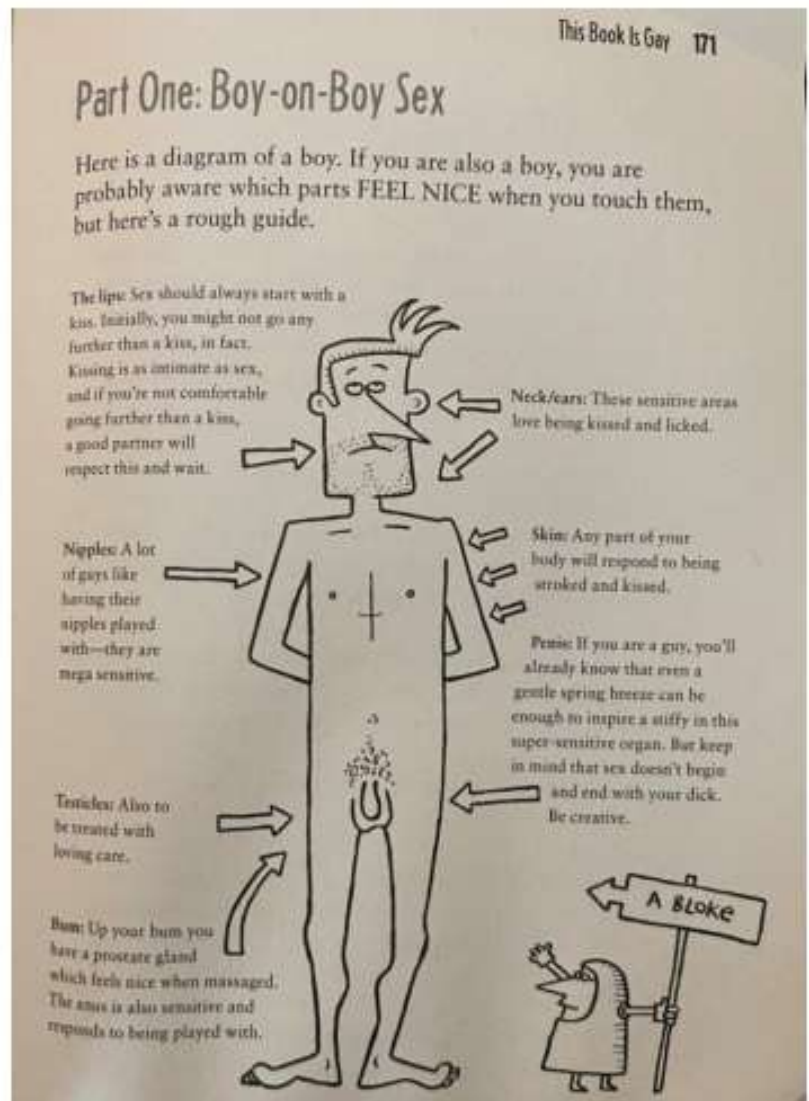 This Book Is Gay 171
Part One: Boy-on-Boy Sex
Here is a diagram of a boy. If you are also a boy, you are
probably aware which parts FEEL NICE when you touch them,
but here's a rough guide.
The lips: Sex should always start with a
kiss. Initially, you might not go any
further than a kiss, in fact.
Kissing is as intimate as sex,
and if you're not comfortable
going further than a kiss,
a good partner will
respect this and wait.
Neck/ears: These sensitive areas
love being kissed and licked.
Nipples: A lot
of guys like
having their
nipples played
with—they are
mega sensitive.
Skin: Any part of your
body will respond to being
stroked and kissed.
Penis: If you are a guy, you'll
already know that even a
gentle spring breeze can be
enough to inspire a stiffy in this
super-sensitive organ. But keep
in mind that sex doesn't begin
and end with your dick.
Be creative.
Testicles: Also to
be treated with
loving care.
Bum: Up your bum you
have a prostate gland
which feels nice when massaged.
The anus is also sensitive and
responds to being played with.
A BLOKE